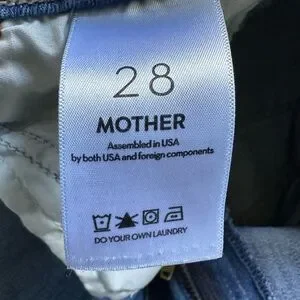 28
MOTHER
Assembled in USA
by both USA and foreign components
DO YOUR OWN LAUNDRY